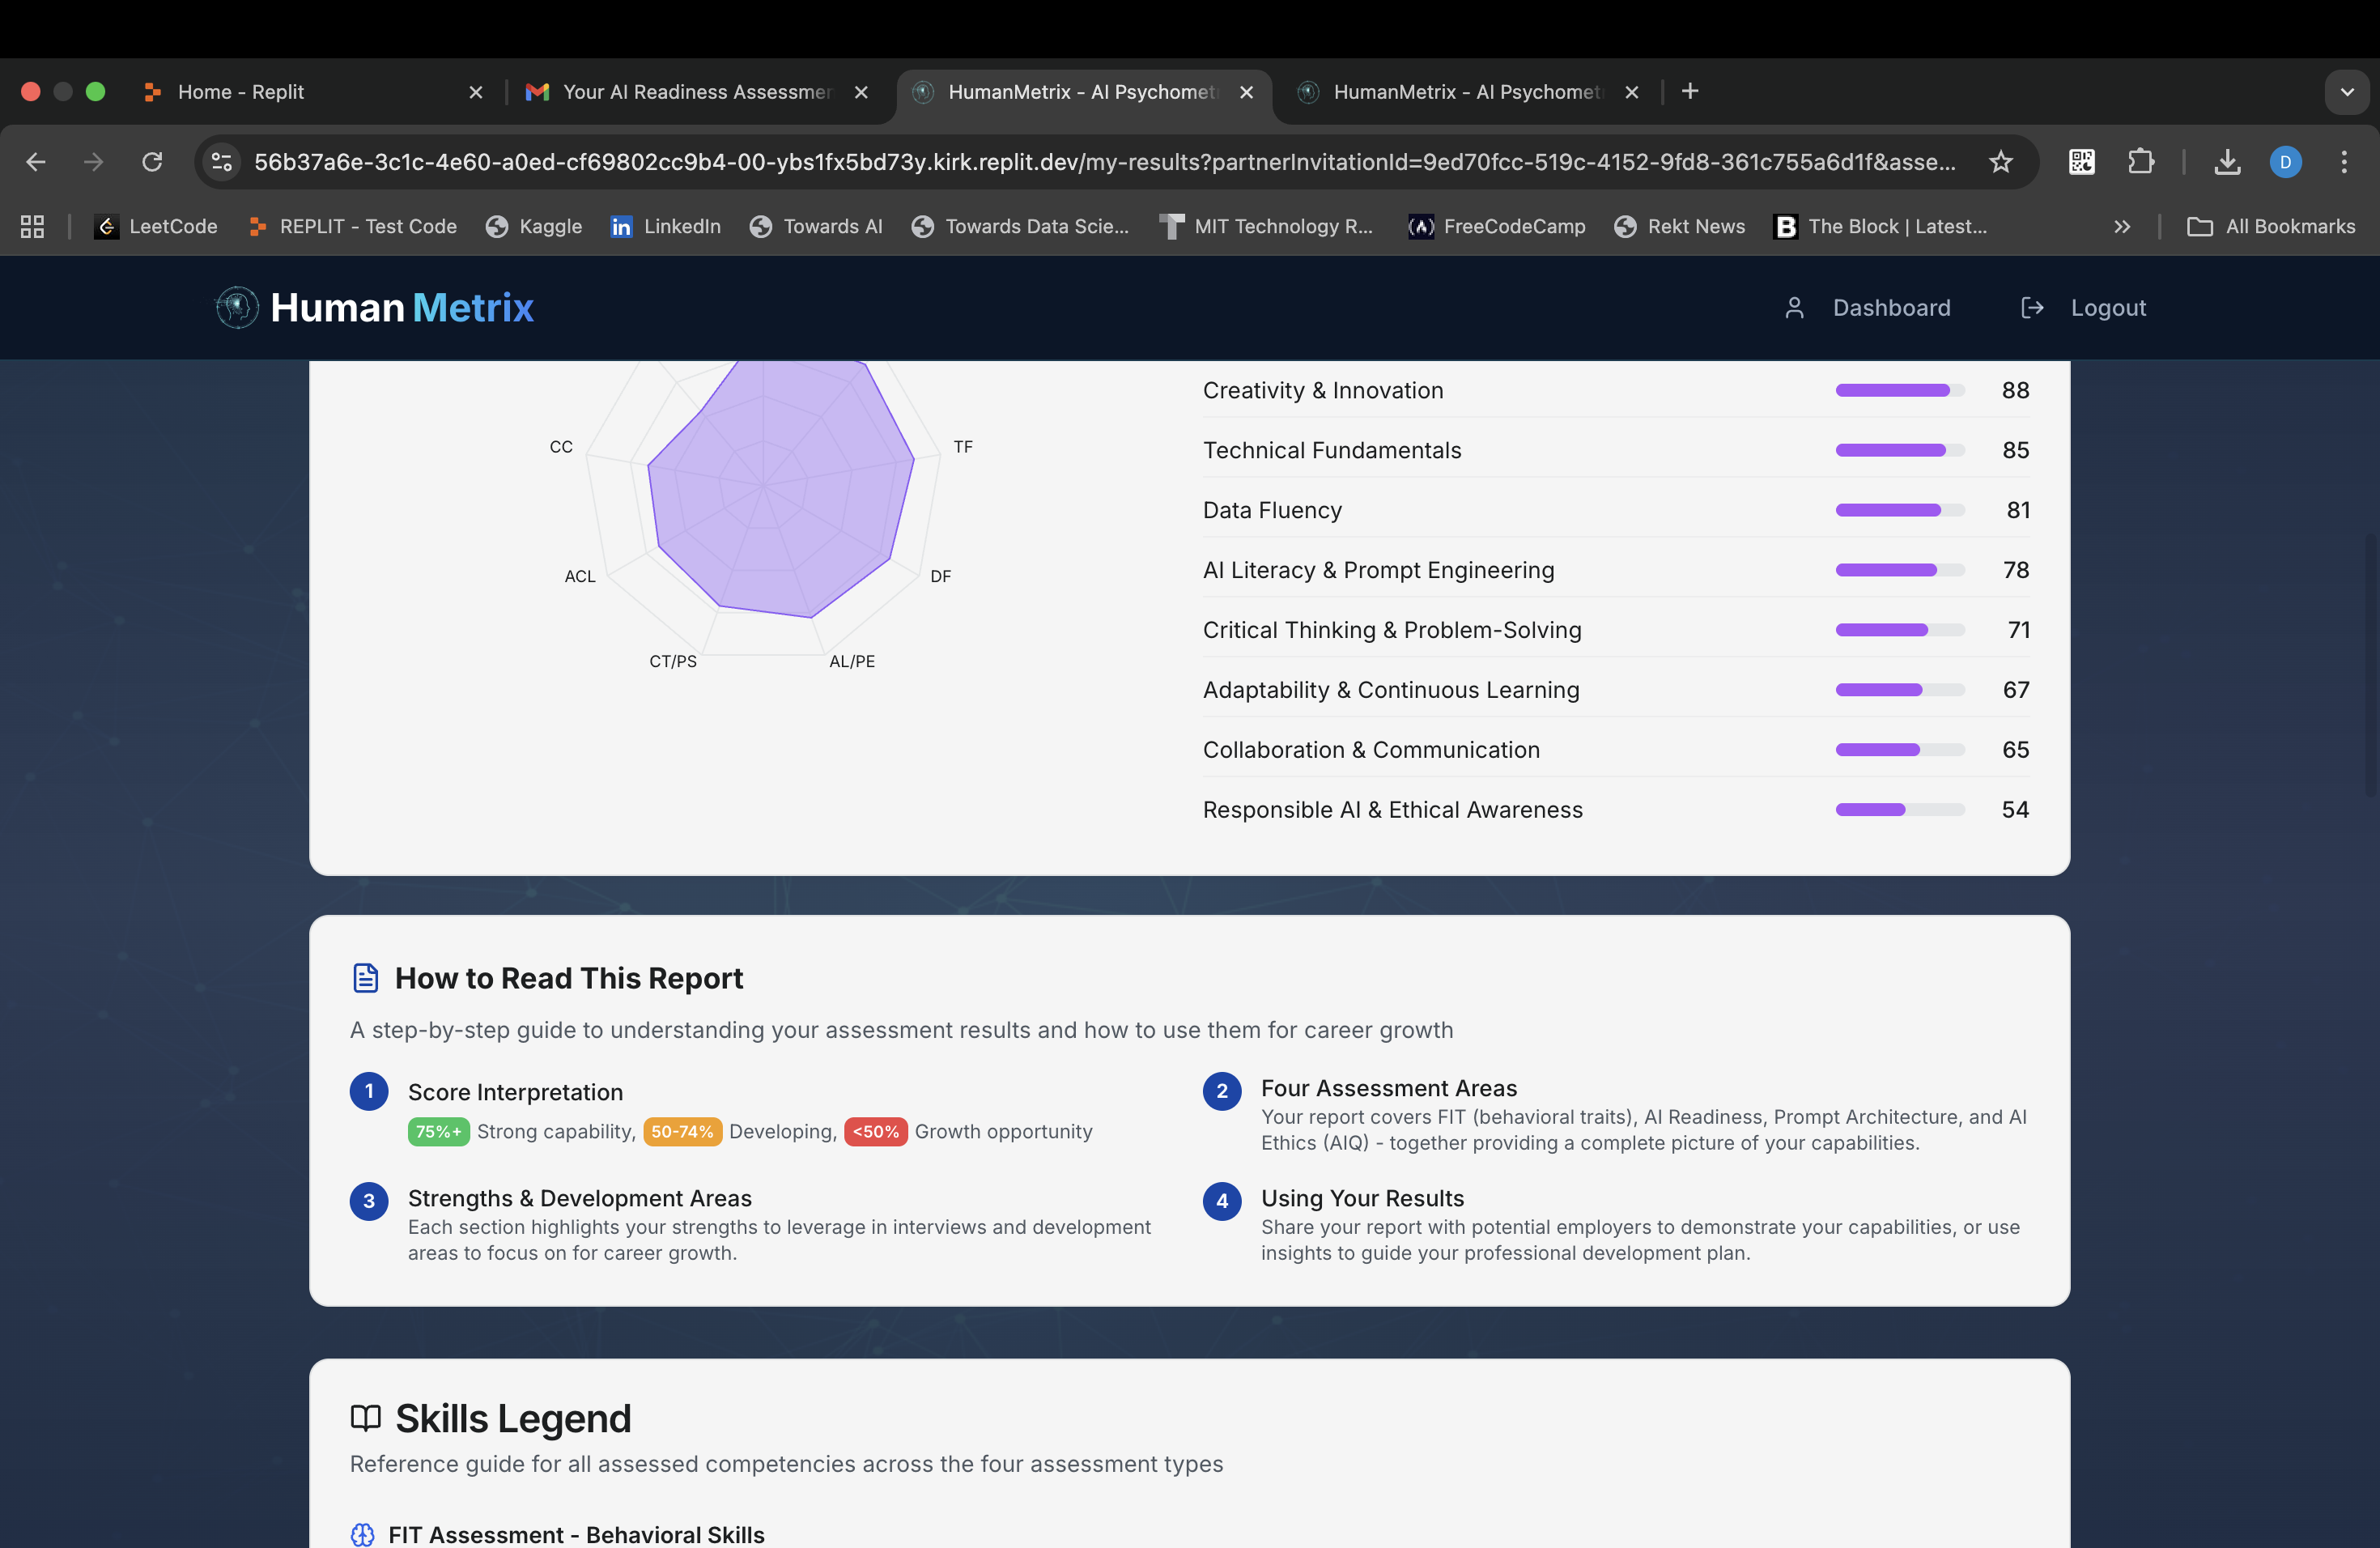 Home - Replit
Your AI Readiness Assessmen
HumanMetrix - AI Psychomet
HumanMetrix - AI Psychomet
56b37a6e-3c1c-4e60-a0ed-cf69802cc9b4-00-ybs1fx5bd73y.kirk.replit.dev/my-results?partnerInvitationId=9ed70fcc-519c-4152-9fd8-361c755a6d1f&asse...
D
LeetCode
REPLIT - Test Code
Kaggle
in LinkedIn
Towards AI
Towards Data Scie...
MIT Technology R...
FreeCodeCamp
Rekt News
B The Block | Latest...
All Bookmarks
Human Metrix
Dashboard
Logout
CC
TF
ACL
DF
CT/PS
AL/PE
Creativity & Innovation 88
Technical Fundamentals 85
Data Fluency 81
AI Literacy & Prompt Engineering 78
Critical Thinking & Problem-Solving 71
Adaptability & Continuous Learning 67
Collaboration & Communication 65
Responsible AI & Ethical Awareness 54
How to Read This Report
A step-by-step guide to understanding your assessment results and how to use them for career growth
1 Score Interpretation
75%+ Strong capability, 50-74% Developing, <50% Growth opportunity
2 Four Assessment Areas
Your report covers FIT (behavioral traits), AI Readiness, Prompt Architecture, and AI
Ethics (AIQ) - together providing a complete picture of your capabilities.
3 Strengths & Development Areas
Each section highlights your strengths to leverage in interviews and development
areas to focus on for career growth.
4 Using Your Results
Share your report with potential employers to demonstrate your capabilities, or use
insights to guide your professional development plan.
Skills Legend
Reference guide for all assessed competencies across the four assessment types
FIT Assessment - Behavioral Skills